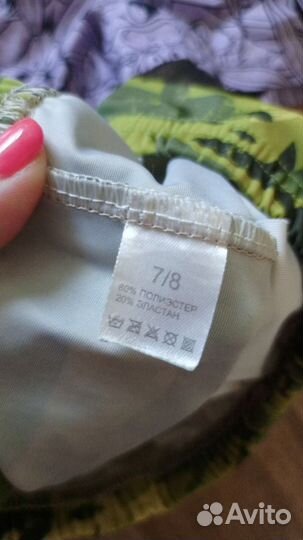 7/8
80% ПОЛИЭСТЕР
20% ЭЛАСТАН
Avito